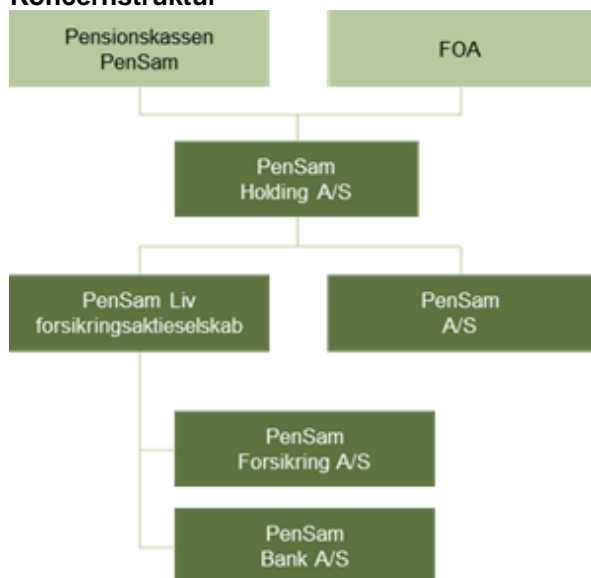 Koncernstruktur
Pensionskassen
PenSam
FOA
PenSam
Holding A/S
PenSam Liv
forsikringsaktieselskab
PenSam
A/S
PenSam
Forsikring A/S
PenSam
Bank A/S